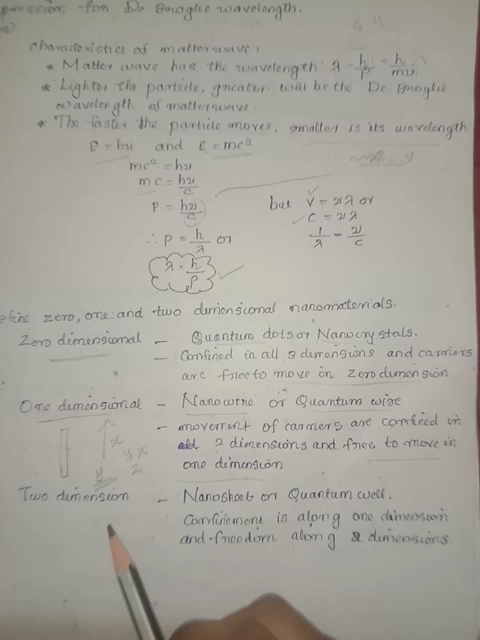 pression for De Broglie wavelength.
characteristics of matterwave:
* Matter wave has the wavelength λ = h/p = h/mv
* Lighter the particle, greater will be the De Broglie
wavelength of matterwave.
* The faster the particle moves, smaller is its wavelength
E = hν and E = mc²
mc² = hν
mc = hν/c
P = hν/c
but V = νλ or
c = νλ
1/λ = ν/c
∴ P = h/λ or
λ = h/p
efine zero, one and two dimensional nanomaterials.
Zero dimensional - Quantum dots or Nanocrystals.
- Confined in all 3 dimensions and carriers
are free to move in zero dimension
One dimensional - Nanowire or Quantum wire
- movement of carriers are confined in
all 2 dimensions and free to move in
one dimension
x
y x
z
Two dimension - Nanosheet or Quantum well.
Confinement is along one dimension
and freedom along 2 dimensions.